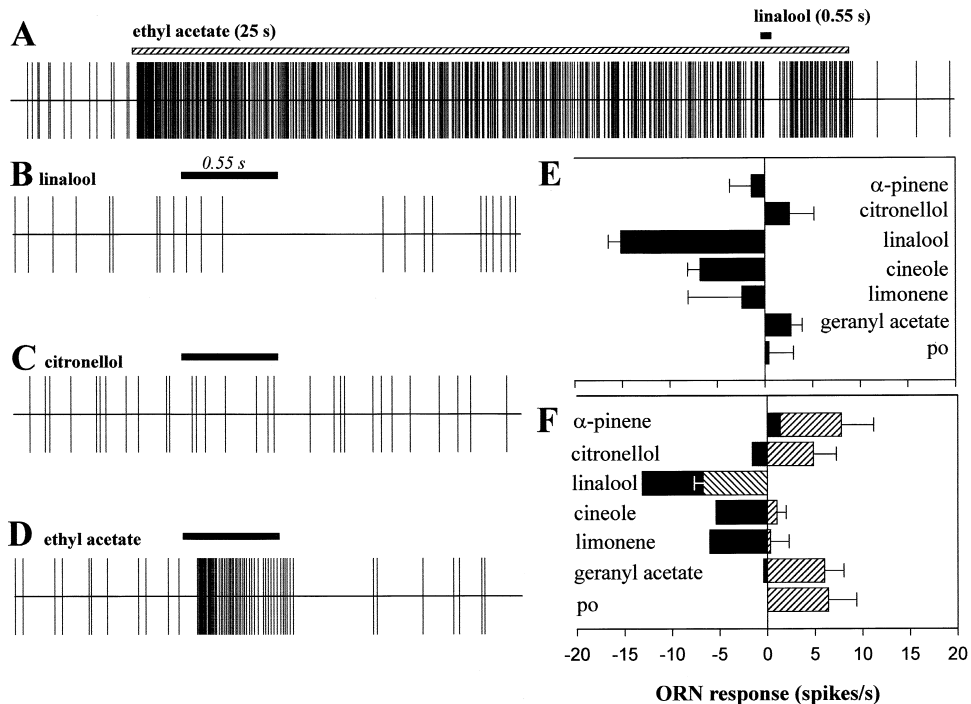 A
ethyl acetate (25 s)
linalool (0.55 s)
B
linalool
0.55 s
C
citronellol
D
ethyl acetate
E
α-pinene
citronellol
linalool
cineole
limonene
geranyl acetate
po
F
α-pinene
citronellol
linalool
cineole
limonene
geranyl acetate
po
-20 -15 -10 -5 0 5 10 15 20
ORN response (spikes/s)